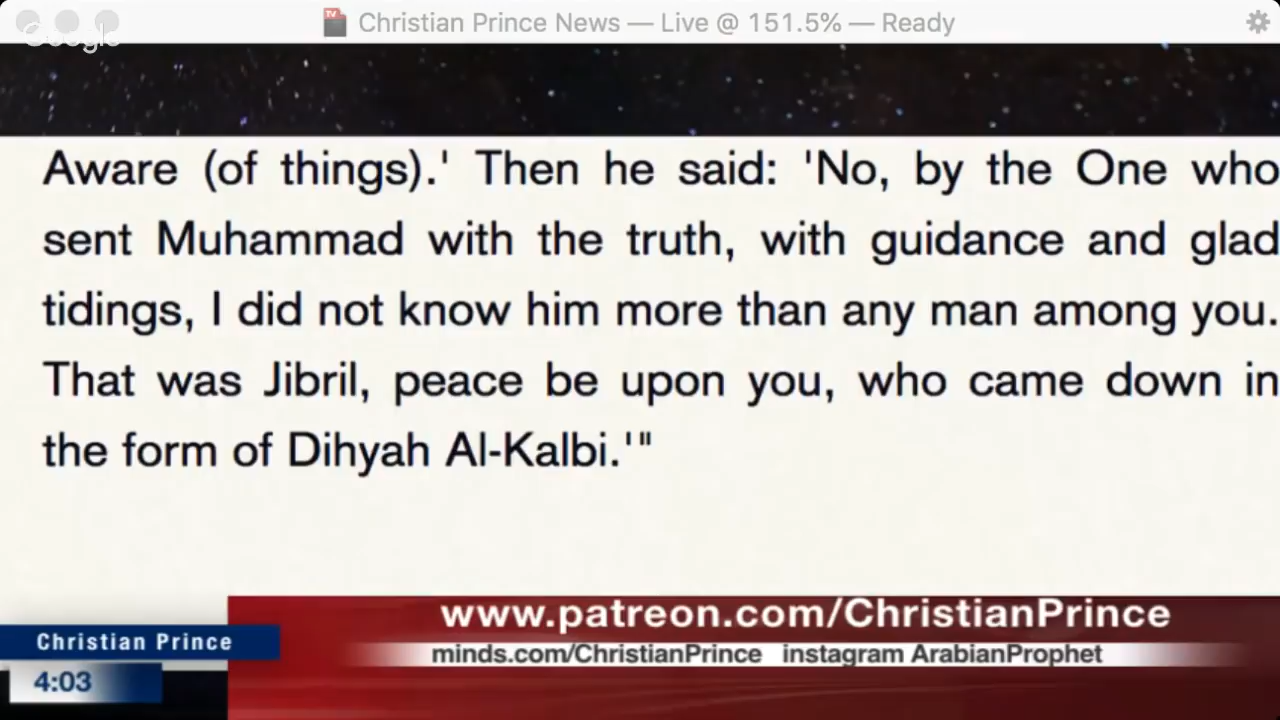 Christian Prince News — Live @ 151.5% — Ready
Google
Aware (of things).' Then he said: 'No, by the One who
sent Muhammad with the truth, with guidance and glad
tidings, I did not know him more than any man among you.
That was Jibril, peace be upon you, who came down in
the form of Dihyah Al-Kalbi.'"
www.patreon.com/ChristianPrince
Christian Prince
minds.com/ChristianPrince instagram ArabianProphet
4:03